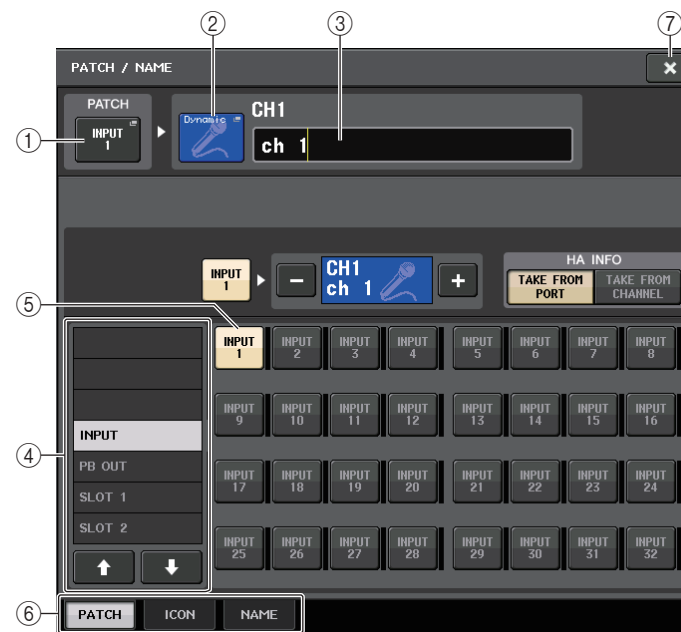 ② ③ ⑦
PATCH / NAME
PATCH
INPUT
1
Dynamic
CH1
ch 1
①
INPUT
1
CH1
ch 1
HA INFO
TAKE FROM
PORT
TAKE FROM
CHANNEL
⑤
INPUT
1
INPUT
2
INPUT
3
INPUT
4
INPUT
5
INPUT
6
INPUT
7
INPUT
8
INPUT
9
INPUT
10
INPUT
11
INPUT
12
INPUT
13
INPUT
14
INPUT
15
INPUT
16
④
INPUT
PB OUT
SLOT 1
SLOT 2
INPUT
17
INPUT
18
INPUT
19
INPUT
20
INPUT
21
INPUT
22
INPUT
23
INPUT
24
INPUT
25
INPUT
26
INPUT
27
INPUT
28
INPUT
29
INPUT
30
INPUT
31
INPUT
32
⑥
PATCH ICON NAME